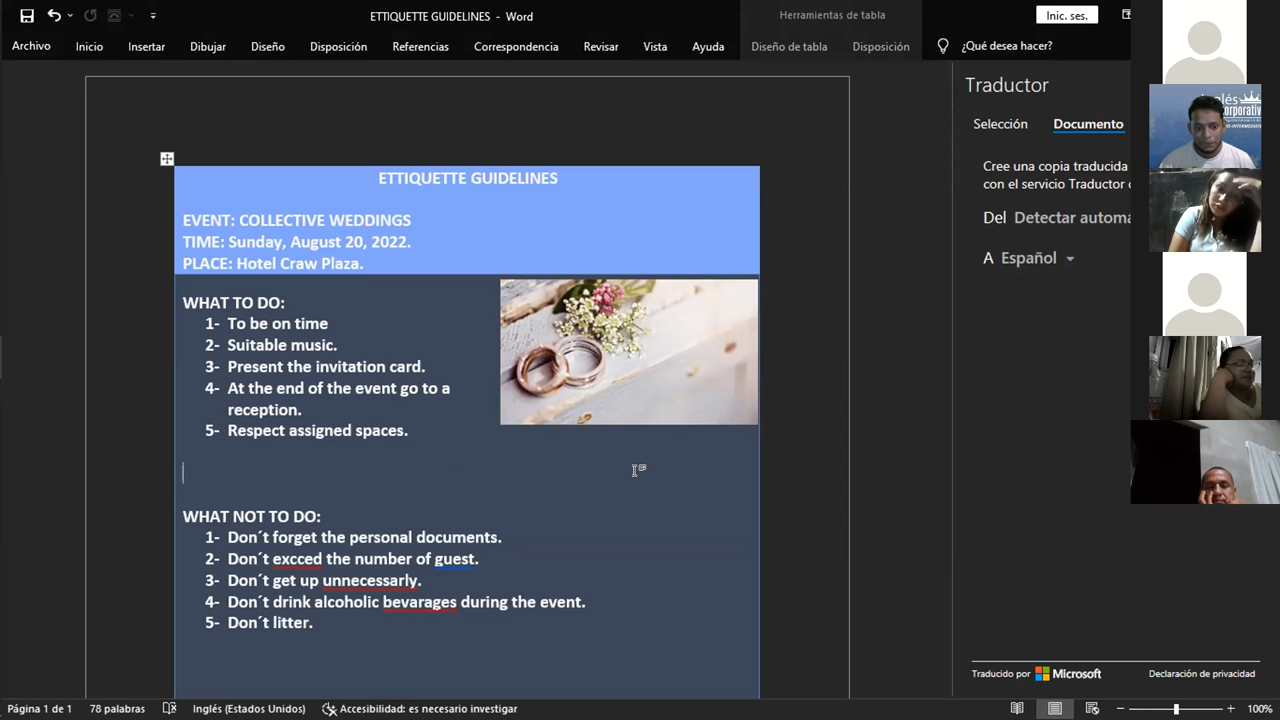 ETTIQUETTE GUIDELINES - Word
Herramientas de tabla
Inic. ses.
Archivo Inicio Insertar Dibujar Diseño Disposición Referencias Correspondencia Revisar Vista Ayuda Diseño de tabla Disposición ¿Qué desea hacer?
ETTIQUETTE GUIDELINES
EVENT: COLLECTIVE WEDDINGS
TIME: Sunday, August 20, 2022.
PLACE: Hotel Craw Plaza.
WHAT TO DO:
1- To be on time
2- Suitable music.
3- Present the invitation card.
4- At the end of the event go to a
reception.
5- Respect assigned spaces.
WHAT NOT TO DO:
1- Don´t forget the personal documents.
2- Don´t excced the number of guest.
3- Don´t get up unnecessarly.
4- Don´t drink alcoholic bevarages during the event.
5- Don´t litter.
Traductor
Selección Documento
Cree una copia traducida
con el servicio Traductor
Del Detectar automa
A Español
Traducido por Microsoft Declaración de privacidad
Página 1 de 1 78 palabras Inglés (Estados Unidos) Accesibilidad: es necesario investigar 100%